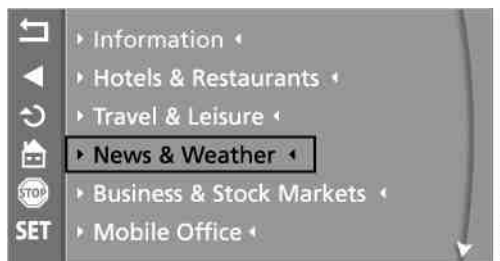 Information
Hotels & Restaurants
Travel & Leisure
News & Weather
STOP
Business & Stock Markets
SET
Mobile Office